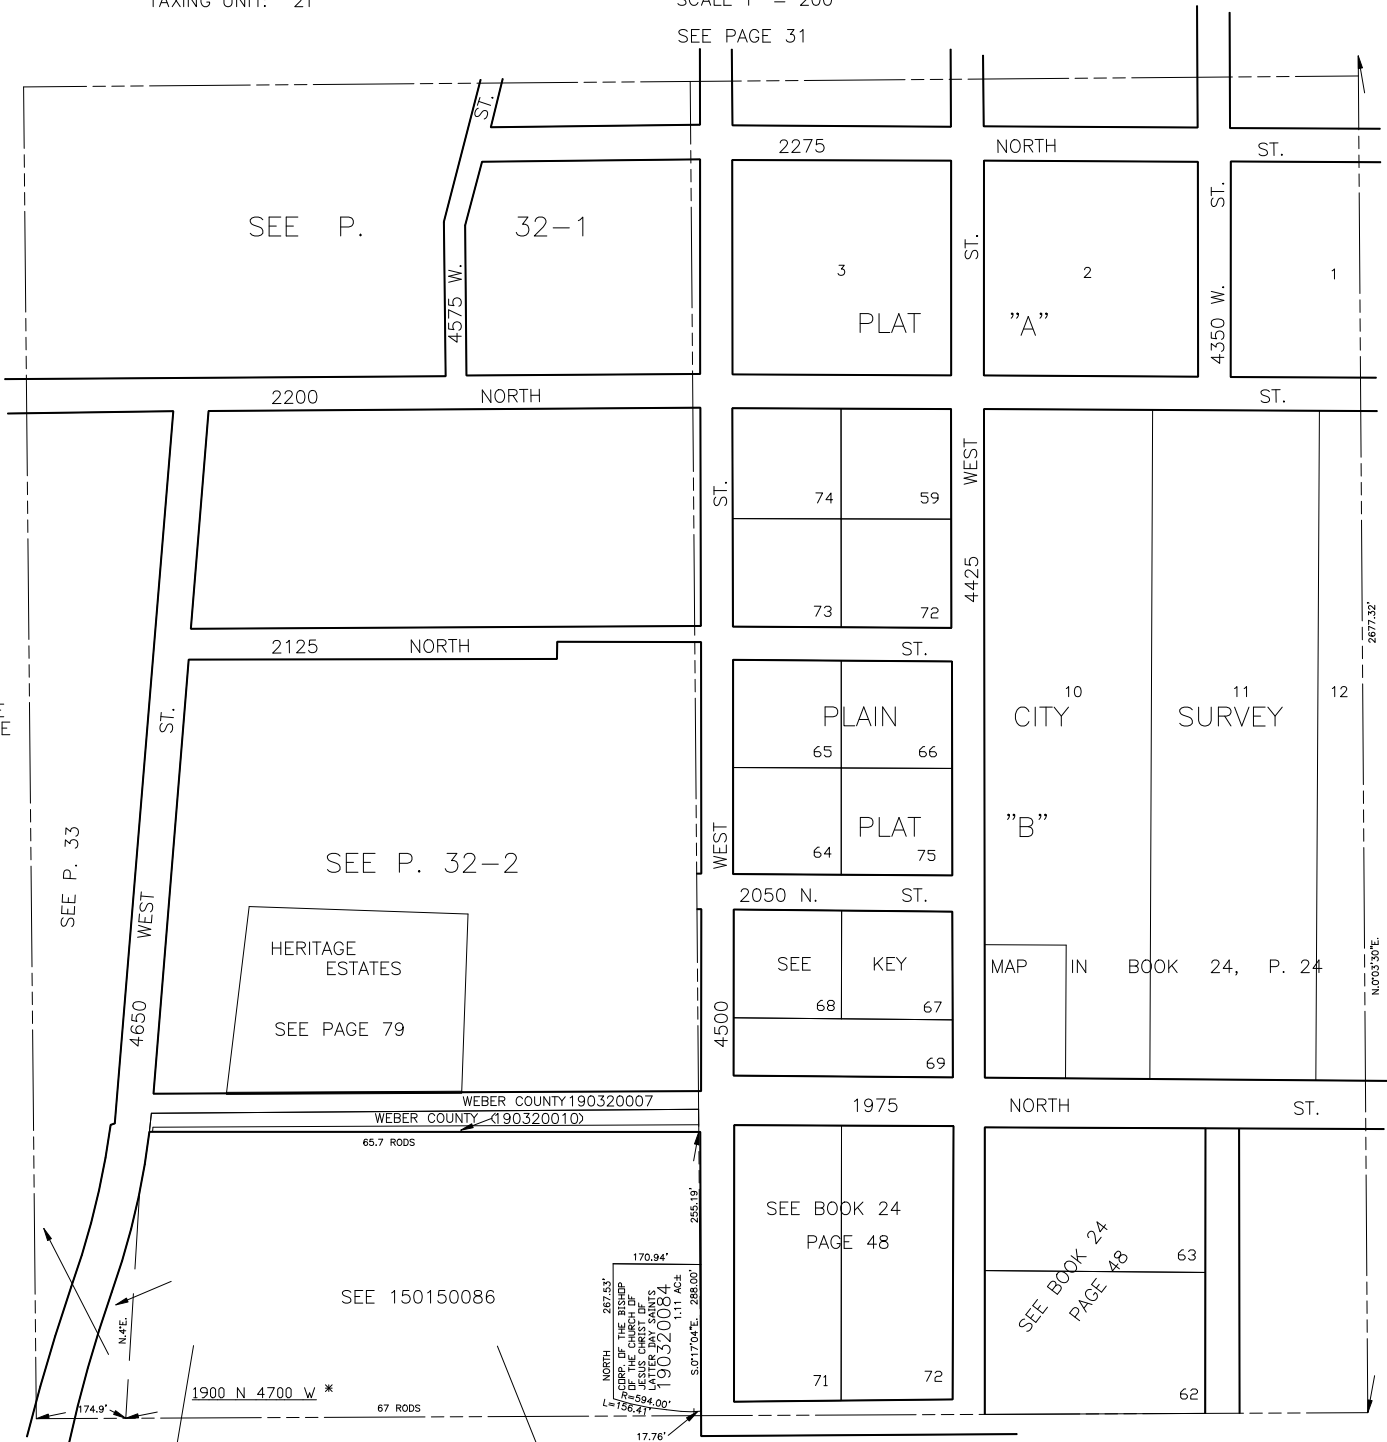 TAXING UNIT: 21
SCALE 1" = 200'
SEE PAGE 31
ST.
2275 NORTH ST.
SEE P. 32-1
ST.
ST.
3
2
1
4575 W.
PLAT "A"
4350 W.
2200 NORTH ST.
ST.
WEST
74
59
4425
73
72
2677.32'
2125 NORTH ST.
ST.
10
11
12
PLAIN CITY SURVEY
65
66
SEE P. 33
WEST
PLAT "B"
SEE P. 32-2
64
75
2050 N. ST.
WEST
HERITAGE
ESTATES
SEE KEY MAP IN BOOK 24, P. 24
N.0°03'30"E.
68
67
4650
SEE PAGE 79
4500
69
WEBER COUNTY 190320007
1975 NORTH ST.
WEBER COUNTY (190320010)
65.7 RODS
255.19'
SEE BOOK 24
PAGE 48
SEE BOOK 24
PAGE 48
63
170.94'
SEE 150150086
NORTH 267.53'
CORP. OF THE BISHOP
OF THE CHURCH OF
JESUS CHRIST OF
LATTER DAY SAINTS
190320084
1.11 AC±
S.0°17'04"E. 288.00'
N.4°E.
71
72
62
1900 N 4700 W *
R=594.00'
L=156.41'
174.9'
67 RODS
17.76'